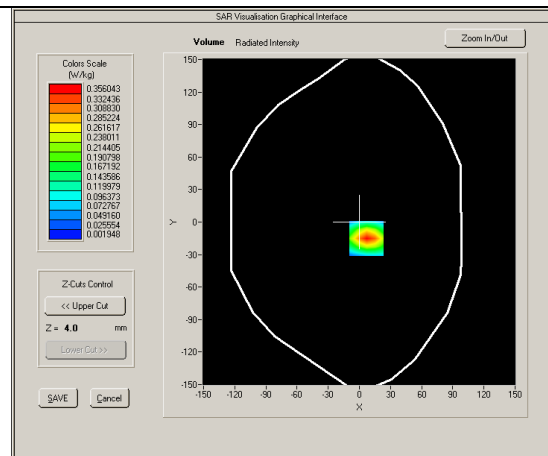 SAR Visualisation Graphical Interface
Volume Radiated Intensity
Zoom In/Out
Colors Scale
(W/kg)
0.356043
0.332436
0.308830
0.285224
0.261617
0.238011
0.214405
0.190798
0.167192
0.143586
0.119979
0.096373
0.072767
0.049160
0.025554
0.001948
Z-Cuts Control
<< Upper Cut
Z = 4.0 mm
Lower Cut >>
SAVE Cancel
150
120
90
60
30
0
-30
-60
-90
-120
-150
Y
-150 -120 -90 -60 -30 0 30 60 90 120 150
X